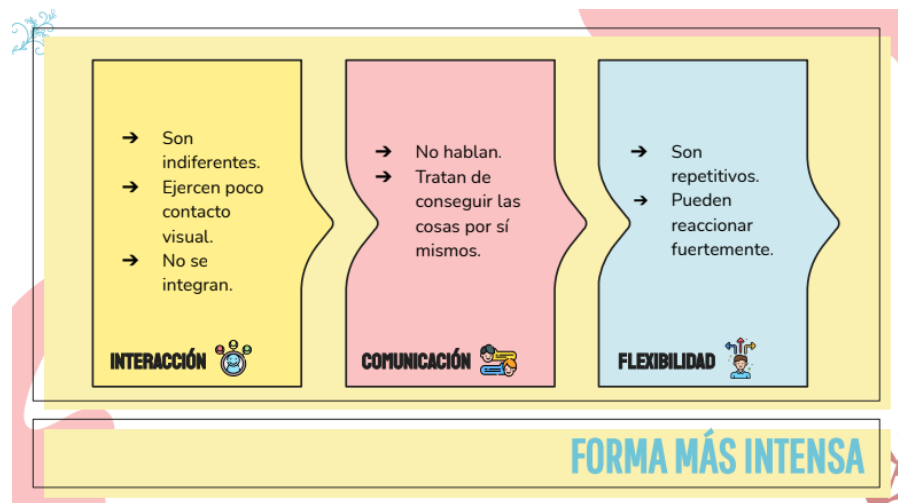 ➔ Son
indiferentes.
➔ Ejercen poco
contacto
visual.
➔ No se
integran.
INTERACCIÓN
➔ No hablan.
➔ Tratan de
conseguir las
cosas por sí
mismos.
COMUNICACIÓN
➔ Son
repetitivos.
➔ Pueden
reaccionar
fuertemente.
FLEXIBILIDAD
FORMA MÁS INTENSA